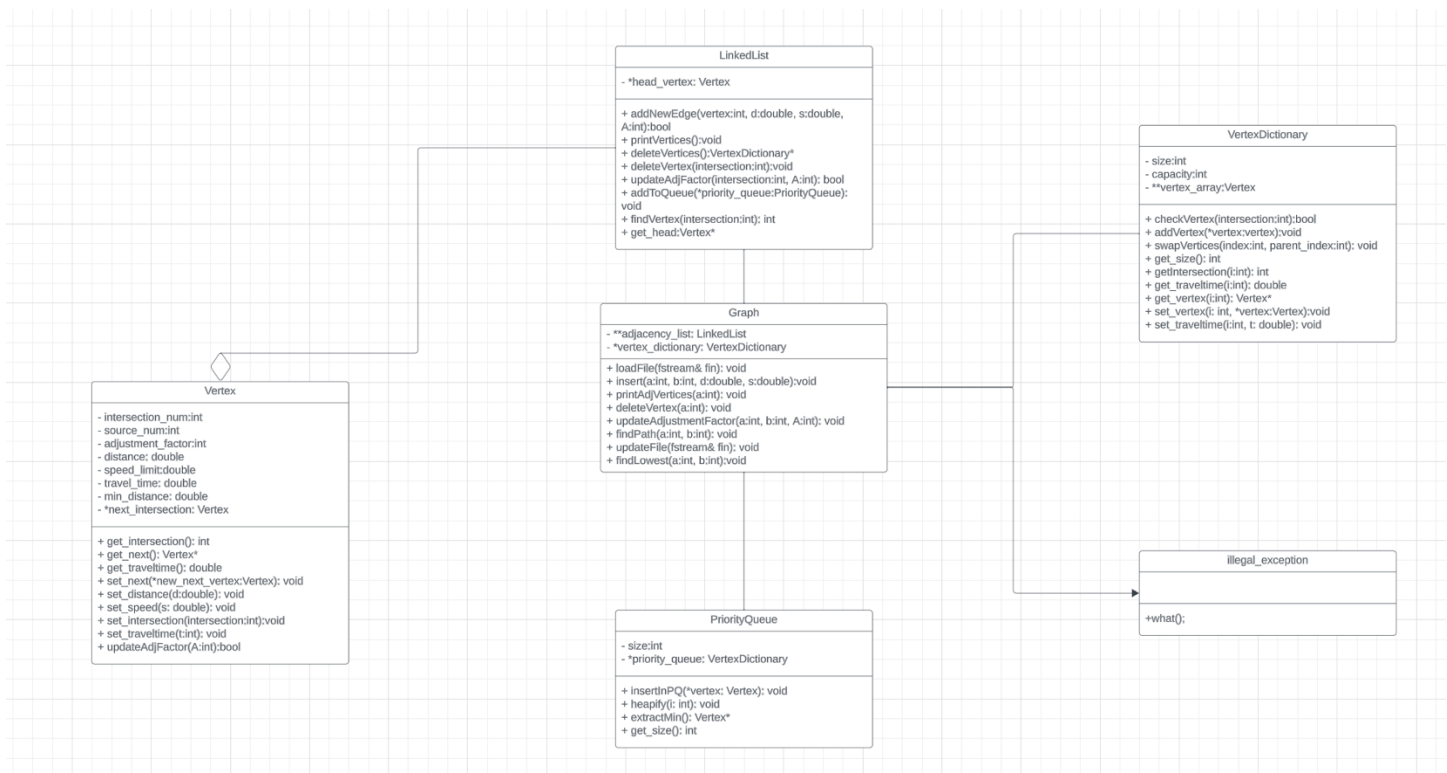 LinkedList
- *head_vertex: Vertex
+ addNewEdge(vertex:int, d:double, s:double,
A:int):bool
+ printVertices():void
+ deleteVertices():VertexDictionary*
+ deleteVertex(intersection:int):void
+ updateAdjFactor(intersection:int, A:int): bool
+ addToQueue(*priority_queue:PriorityQueue):
void
+ findVertex(intersection:int): int
+ get_head:Vertex*
VertexDictionary
- size:int
- capacity:int
- **vertex_array:Vertex
+ checkVertex(intersection:int):bool
+ addVertex(*vertex:vertex):void
+ swapVertices(index:int, parent_index:int): void
+ get_size(): int
+ getIntersection(i:int): int
+ get_traveltime(i:int): double
+ get_vertex(i:int): Vertex*
+ set_vertex(i: int, *vertex:Vertex):void
+ set_traveltime(i:int, t: double): void
Graph
- **adjacency_list: LinkedList
- *vertex_dictionary: VertexDictionary
+ loadFile(fstream& fin): void
+ insert(a:int, b:int, d:double, s:double):void
+ printAdjVertices(a:int): void
+ deleteVertex(a:int): void
+ updateAdjustmentFactor(a:int, b:int, A:int): void
+ findPath(a:int, b:int): void
+ updateFile(fstream& fin): void
+ findLowest(a:int, b:int):void
Vertex
- intersection_num:int
- source_num:int
- adjustment_factor:int
- distance: double
- speed_limit:double
- travel_time: double
- min_distance: double
- *next_intersection: Vertex
+ get_intersection(): int
+ get_next(): Vertex*
+ get_traveltime(): double
+ set_next(*new_next_vertex:Vertex): void
+ set_distance(d:double): void
+ set_speed(s: double): void
+ set_intersection(intersection:int):void
+ set_traveltime(t:int): void
+ updateAdjFactor(A:int):bool
illegal_exception
+what();
PriorityQueue
- size:int
- *priority_queue: VertexDictionary
+ insertInPQ(*vertex: Vertex): void
+ heapify(i: int): void
+ extractMin(): Vertex*
+ get_size(): int